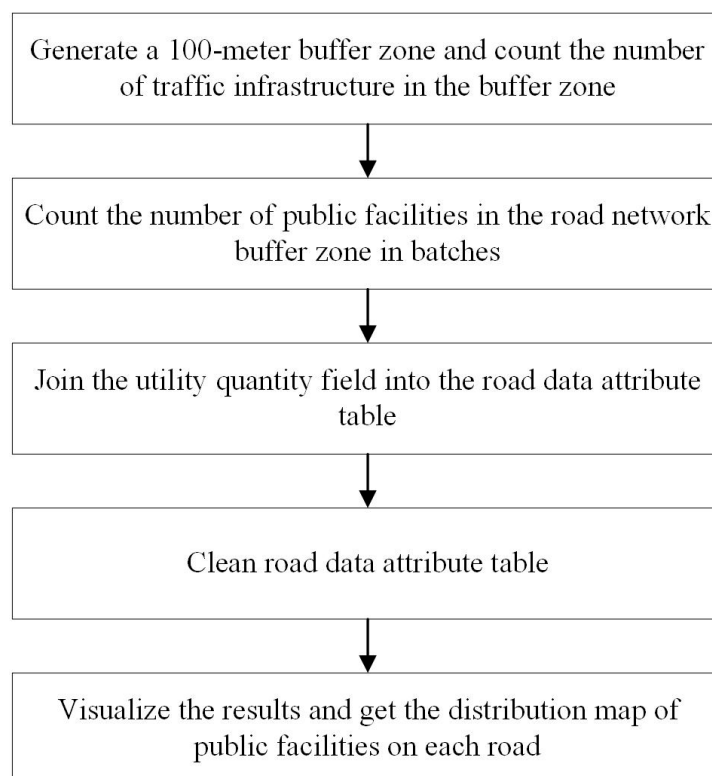 Generate a 100-meter buffer zone and count the number
of traffic infrastructure in the buffer zone
Count the number of public facilities in the road network
buffer zone in batches
Join the utility quantity field into the road data attribute
table
Clean road data attribute table
Visualize the results and get the distribution map of
public facilities on each road